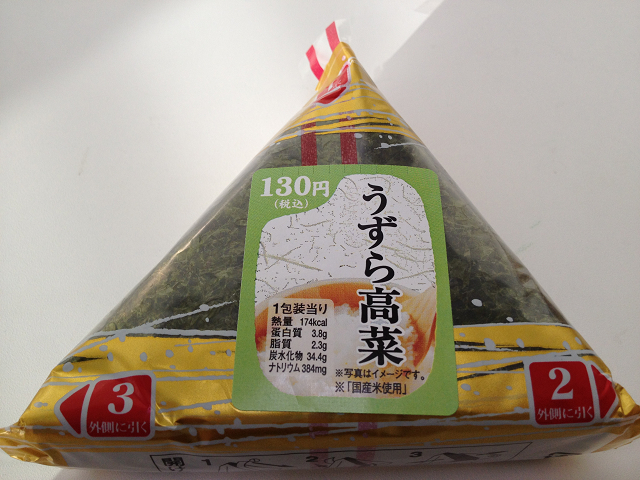 130円
(税込)
うずら高菜
1包装当り
熱量 174kcal
蛋白質 3.8g
脂質 2.3g
炭水化物 34.4g
ナトリウム 384mg
※写真はイメージです。
※「国産米使用」
3
外側に引く
2
外側に引く
1 2 3